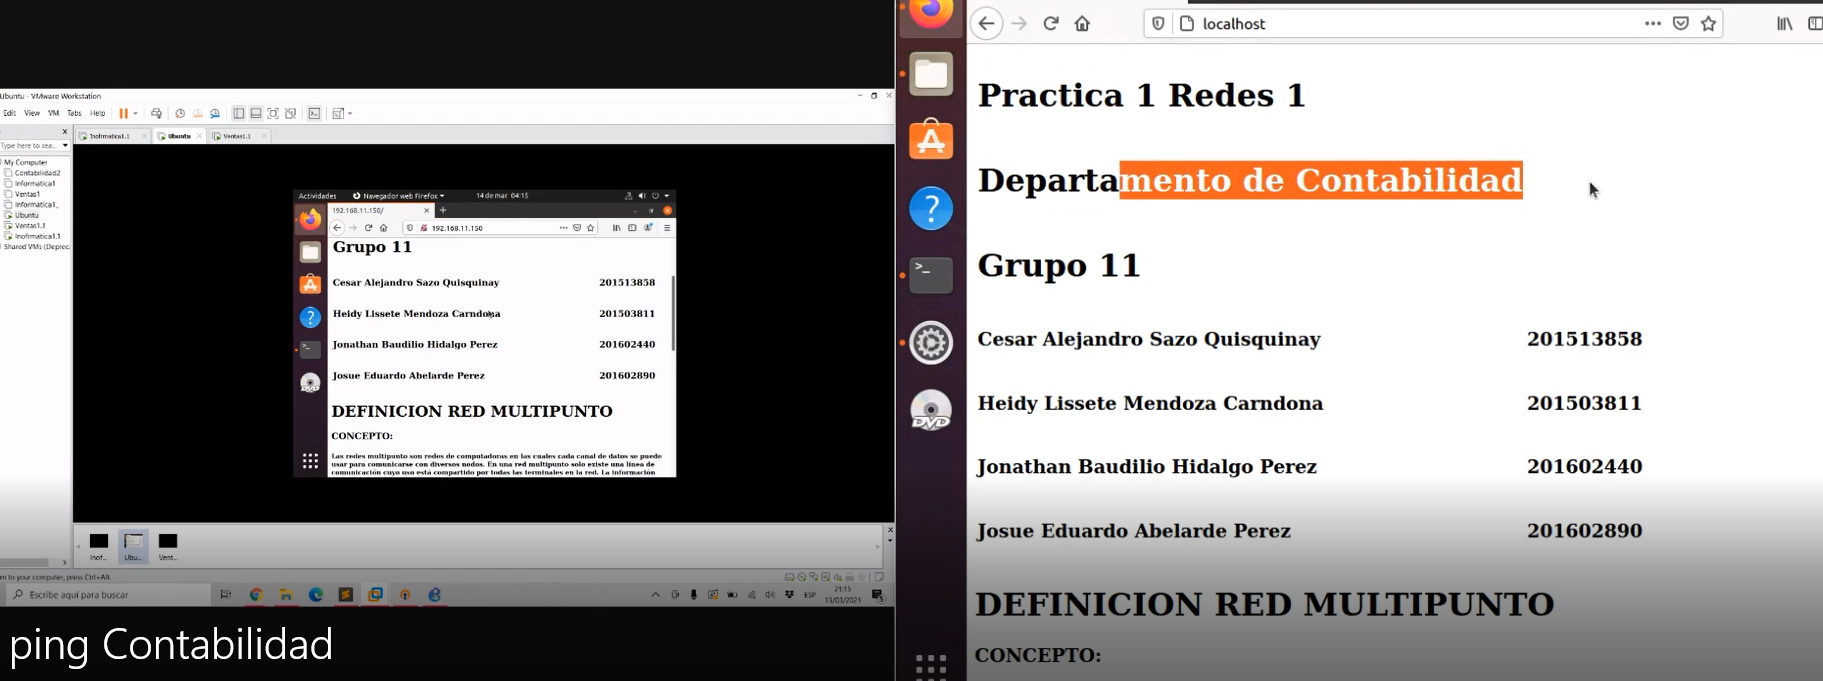 Ubuntu - VMware Workstation
Edit View VM Tabs Help
Type here to sea...
My Computer
Contabilidad2
Informatica1
Ventas1
Informatica1_
Ubuntu
Ventas1.1
Inofrmatica1.1
Shared VMs (Deprec
Inofrmatica1.1 Ubuntu Ventas1.1
Actividades Navegador web Firefox 14 de mar 04:15
192.168.11.150/
192.168.11.150
Grupo 11
Cesar Alejandro Sazo Quisquinay 201513858
Heidy Lissete Mendoza Carndona 201503811
Jonathan Baudilio Hidalgo Perez 201602440
Josue Eduardo Abelarde Perez 201602890
DEFINICION RED MULTIPUNTO
CONCEPTO:
Las redes multipunto son redes de computadoras en las cuales cada canal de datos se puede
usar para comunicarse con diversos nodos. En una red multipunto solo existe una línea de
comunicación cuyo uso está compartido por todas las terminales en la red. La información
DVD
Inof... Ubu... Vent...
n to your computer, press Ctrl+Alt.
Escribe aquí para buscar
ESP
21:15
13/03/2021
5
ping Contabilidad
localhost
Practica 1 Redes 1
Departamento de Contabilidad
Grupo 11
Cesar Alejandro Sazo Quisquinay 201513858
Heidy Lissete Mendoza Carndona 201503811
Jonathan Baudilio Hidalgo Perez 201602440
Josue Eduardo Abelarde Perez 201602890
DEFINICION RED MULTIPUNTO
CONCEPTO:
DVD